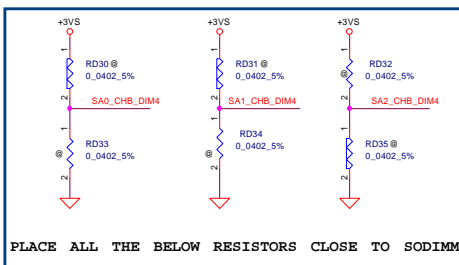 +3VS +3VS +3VS
1 1 1
RD30 @ RD31 @ RD32
0_0402_5% 0_0402_5% @ 0_0402_5%
2 2 2
SA0_CHB_DIM4 SA1_CHB_DIM4 SA2_CHB_DIM4
1 1 1
RD33 RD34 RD35 @
@ 0_0402_5% @ 0_0402_5% 0_0402_5%
2 2 2
PLACE ALL THE BELOW RESISTORS CLOSE TO SODIMM